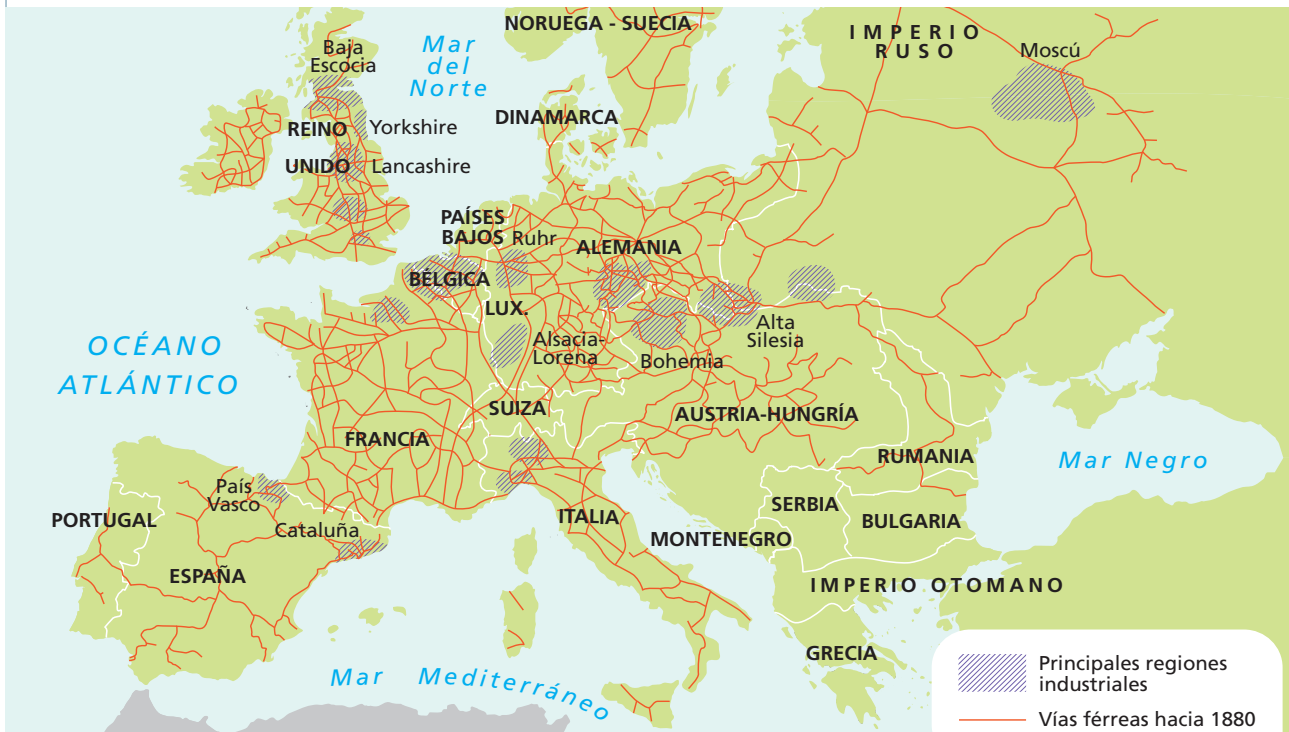 NORUEGA - SUECIA
IMPERIO
RUSO
Moscú
Baja
Escocia
Mar
del
Norte
DINAMARCA
REINO
UNIDO
Yorkshire
Lancashire
PAÍSES
BAJOS
Ruhr
ALEMANIA
BÉLGICA
LUX.
Alsacia-
Lorena
Bohemia
Alta
Silesia
OCÉANO
ATLÁNTICO
SUIZA
AUSTRIA-HUNGRÍA
FRANCIA
RUMANIA
Mar Negro
País
Vasco
PORTUGAL
Cataluña
ITALIA
SERBIA
BULGARIA
MONTENEGRO
ESPAÑA
IMPERIO OTOMANO
GRECIA
Mar Mediterráneo
Principales regiones
industriales
Vías férreas hacia 1880